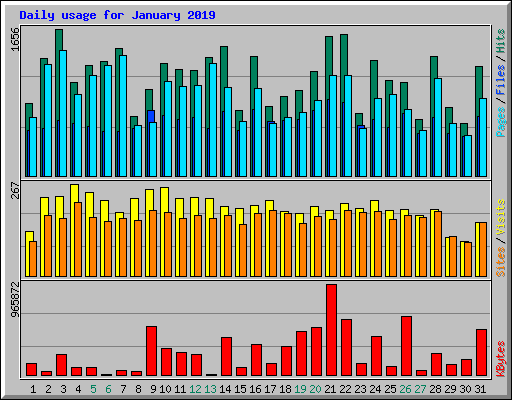 Daily usage for January 2019
1656
Pages / Files / Hits
267
Sites / Visits
965872
KBytes
1 2 3 4 5 6 7 8 9 10 11 12 13 14 15 16 17 18 19 20 21 22 23 24 25 26 27 28 29 30 31